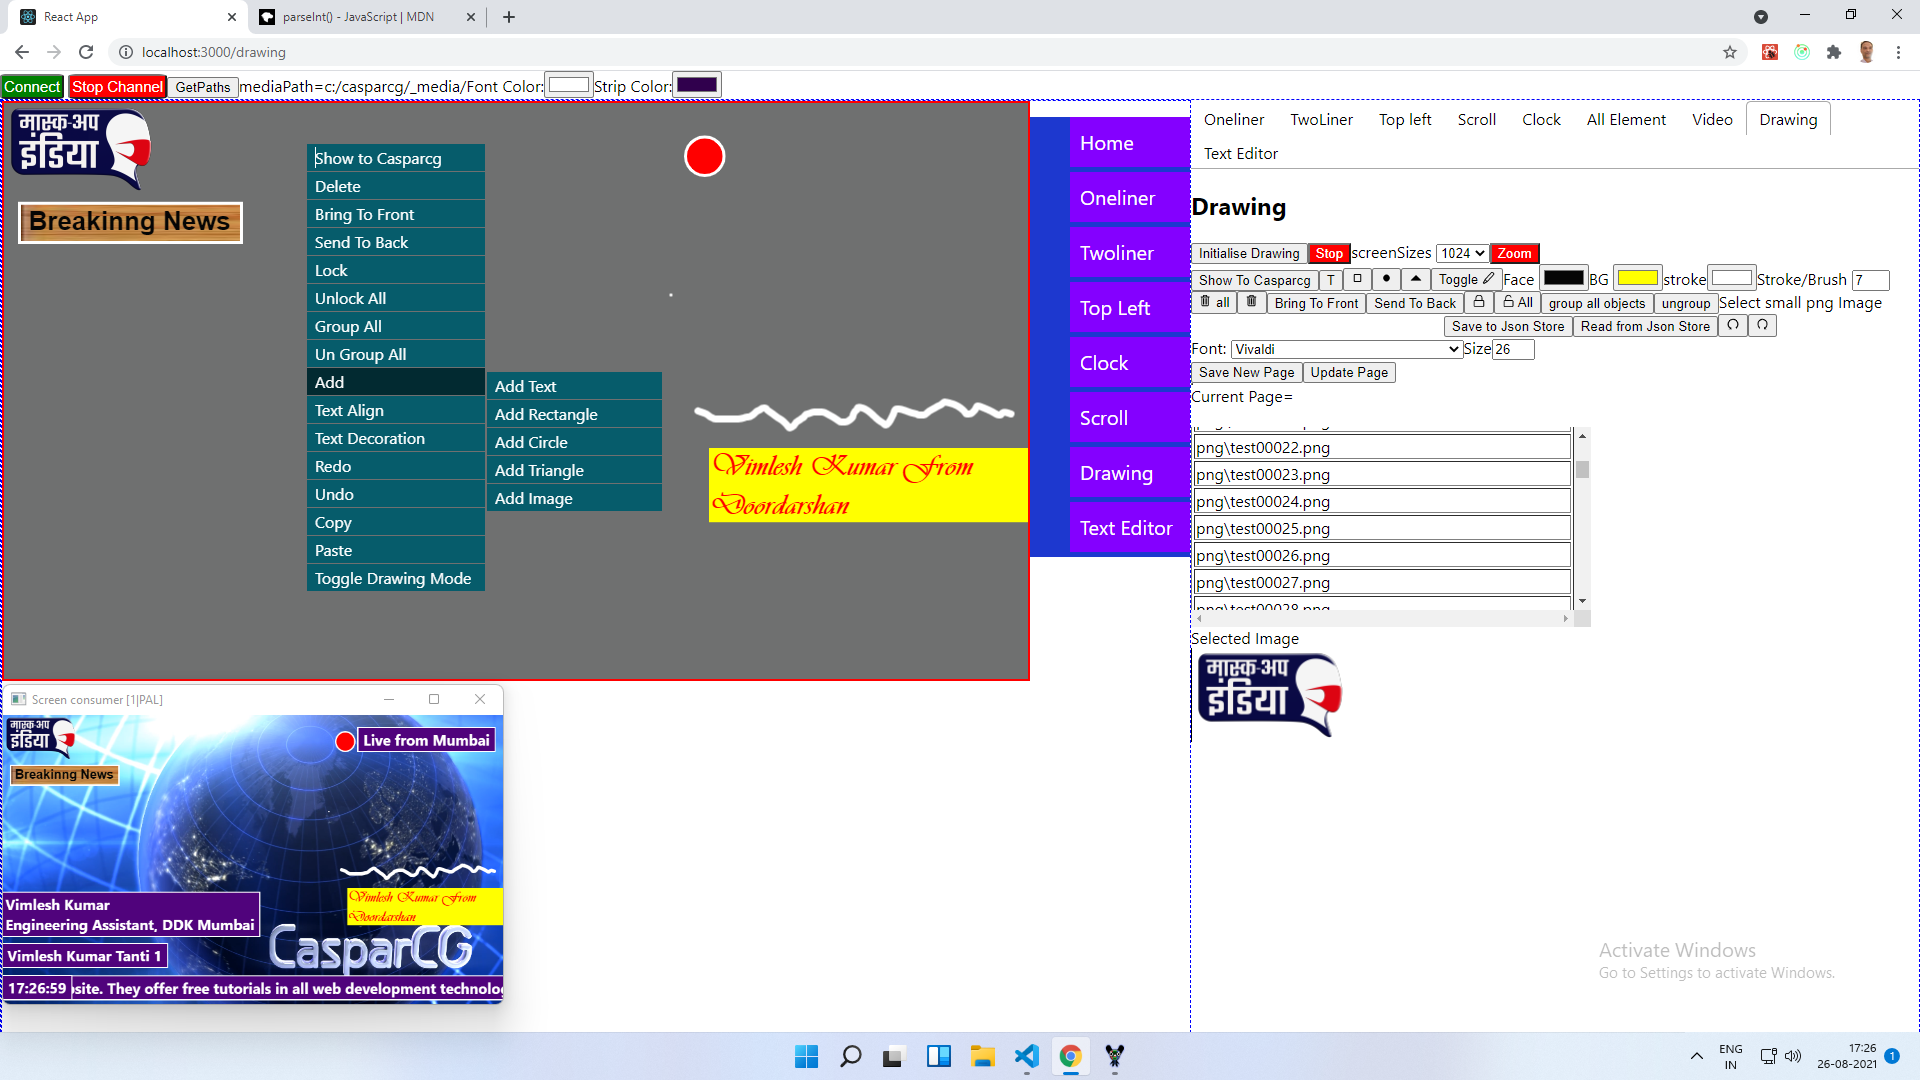 React App
parseInt() - JavaScript | MDN
localhost:3000/drawing
Connect Stop Channel GetPaths mediaPath=c:/casparcg/_media/ Font Color: Strip Color:
मास्क-अप
इंडिया
Breakinng News
Show to Casparcg
Delete
Bring To Front
Send To Back
Lock
Unlock All
Group All
Un Group All
Add
Text Align
Text Decoration
Redo
Undo
Copy
Paste
Toggle Drawing Mode
Add Text
Add Rectangle
Add Circle
Add Triangle
Add Image
Vimlesh Kumar From
Doordarshan
Home
Oneliner
Twoliner
Top Left
Clock
Scroll
Drawing
Text Editor
Oneliner TwoLiner Top left Scroll Clock All Element Video Drawing
Text Editor
Drawing
Initialise Drawing Stop screenSizes 1024 Zoom
Show To Casparcg T Toggle Face BG stroke Stroke/Brush 7
all Bring To Front Send To Back All group all objects ungroup Select small png Image
Save to Json Store Read from Json Store
Font: Vivaldi Size 26
Save New Page Update Page
Current Page=
png\test00022.png
png\test00023.png
png\test00024.png
png\test00025.png
png\test00026.png
png\test00027.png
png\test00028.png
Selected Image
मास्क-अप
इंडिया
Screen consumer [1|PAL]
मास्क-अप
इंडिया
Live from Mumbai
Breakinng News
Vimlesh Kumar From
Doordarshan
Vimlesh Kumar
Engineering Assistant, DDK Mumbai
CasparCG
Vimlesh Kumar Tanti 1
17:26:59 site. They offer free tutorials in all web development
Activate Windows
Go to Settings to activate Windows.
ENG
IN
17:26
26-08-2021
1